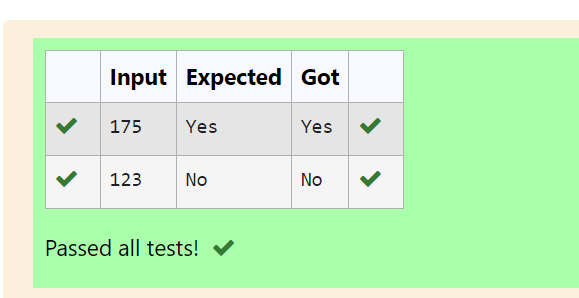 Input Expected Got
175 Yes Yes
123 No No
Passed all tests!